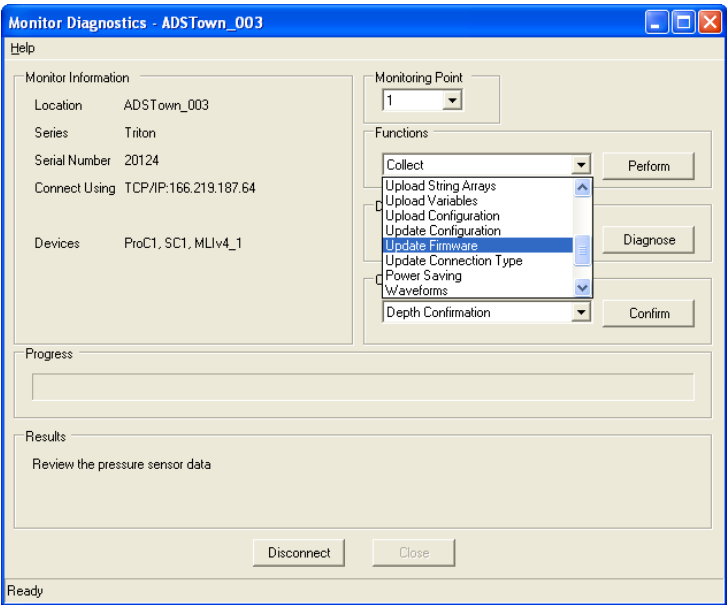 Monitor Diagnostics - ADSTown_003
Help
Monitor Information
Location ADSTown_003
Series Triton
Serial Number 20124
Connect Using TCP/IP:166.219.187.64
Devices ProC1, SC1, MLIv4_1
Monitoring Point
1
Functions
Collect
Perform
Upload String Arrays
Upload Variables
Upload Configuration
Update Configuration
Update Firmware
Update Connection Type
Power Saving
Waveforms
Diagnose
Depth Confirmation
Confirm
Progress
Results
Review the pressure sensor data
Disconnect Close
Ready